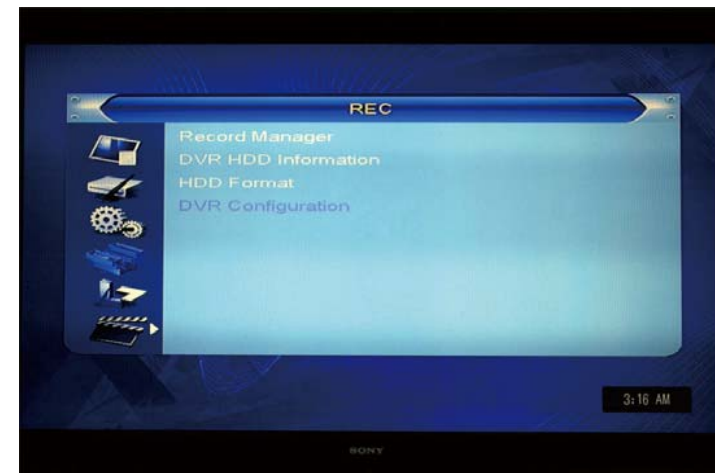 REC
Record Manager
DVR HDD Information
HDD Format
DVR Configuration
3:16 AM
SONY